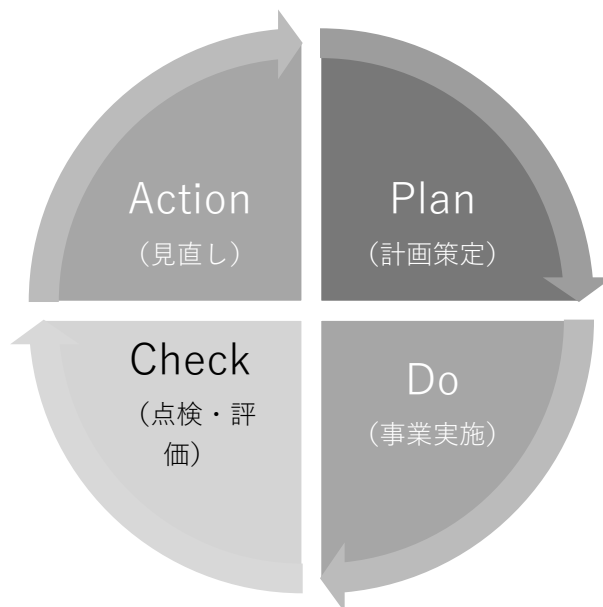 Action
（見直し）
Plan
（計画策定）
Check
（点検・評
価）
Do
（事業実施）